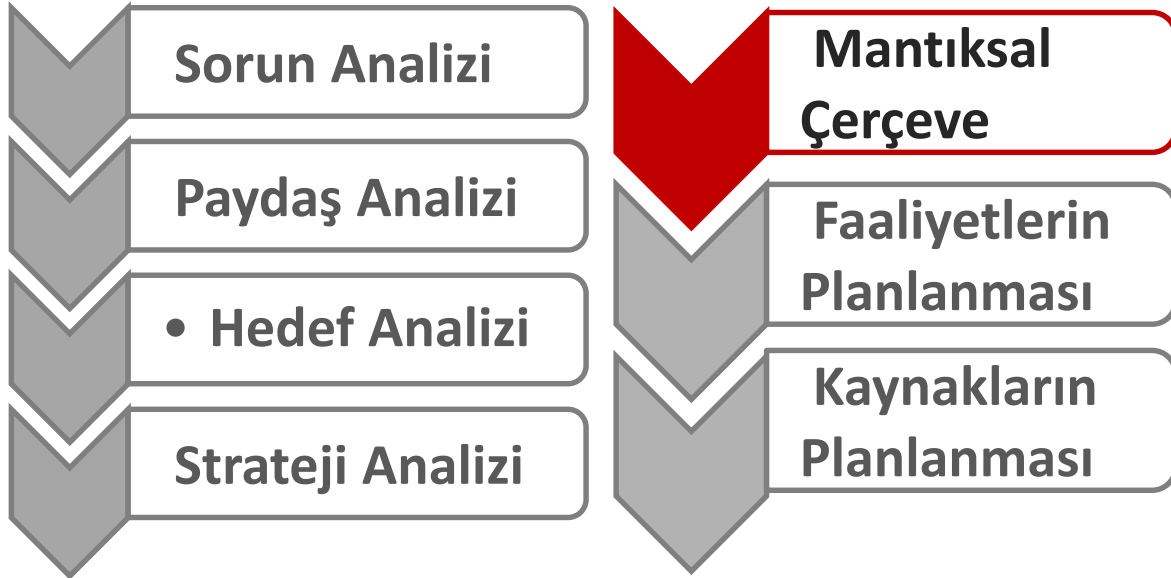 Sorun Analizi
Paydaş Analizi
• Hedef Analizi
Strateji Analizi
Mantıksal
Çerçeve
Faaliyetlerin
Planlanması
Kaynakların
Planlanması